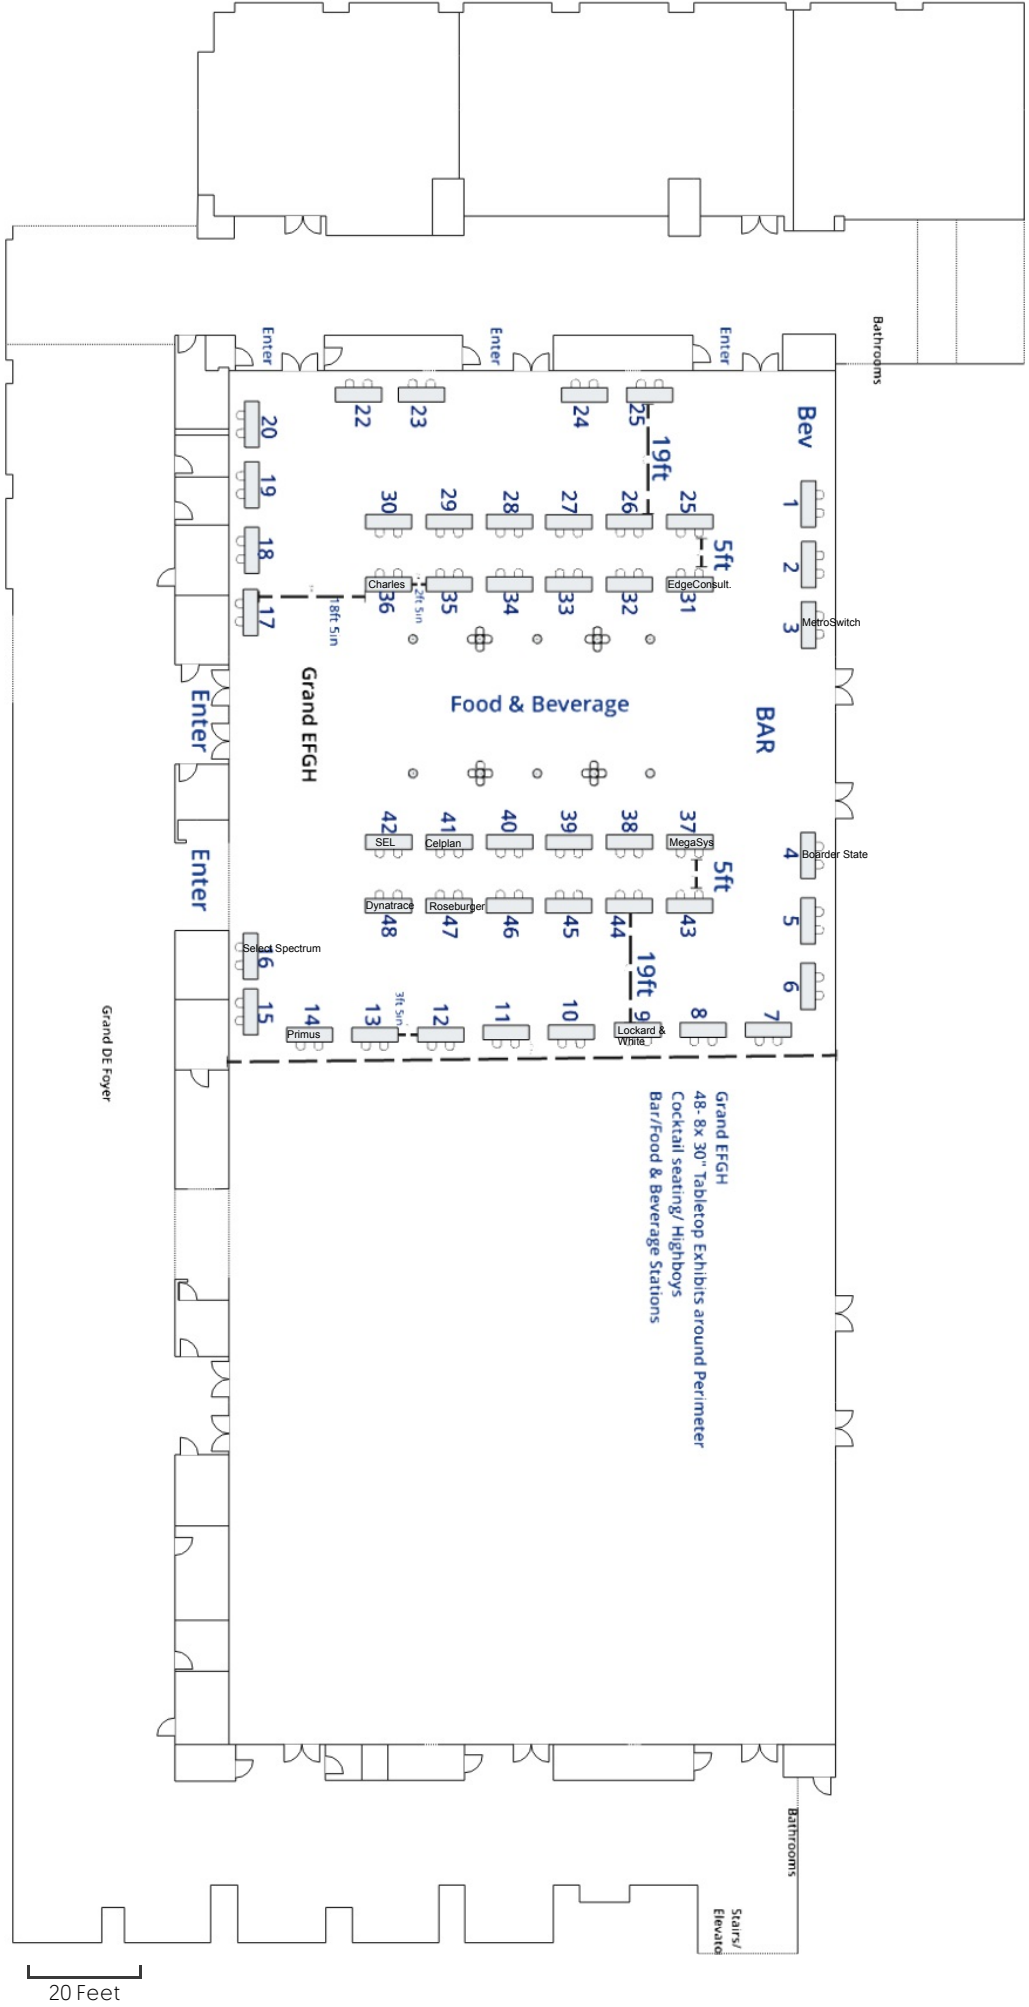 Bathrooms
Enter
Enter
Enter
22
23
24
25
Bev
20
19ft
19
30
29
28
27
26
25
1
18
5ft
2
Charles
EdgeConsult.
36
2ft 5in
35
34
33
32
31
17
18ft 5in
3
MetroSwitch
Enter
Grand EFGH
Food & Beverage
BAR
42
41
40
39
38
37
SEL
Celplan
MegaSys
4
Boarder State
Enter
5ft
Dynatrace
Roseburger
48
47
46
45
44
43
5
Select Spectrum
16
19ft
6
15
3ft 5in
14
13
12
11
10
9
8
7
Primus
Lockard &
White
Grand DE Foyer
Grand EFGH
48- 8x 30" Tabletop Exhibits around Perimeter
Cocktail seating/ Highboys
Bar/Food & Beverage Stations
Bathrooms
Stairs/
Elevato
20 Feet